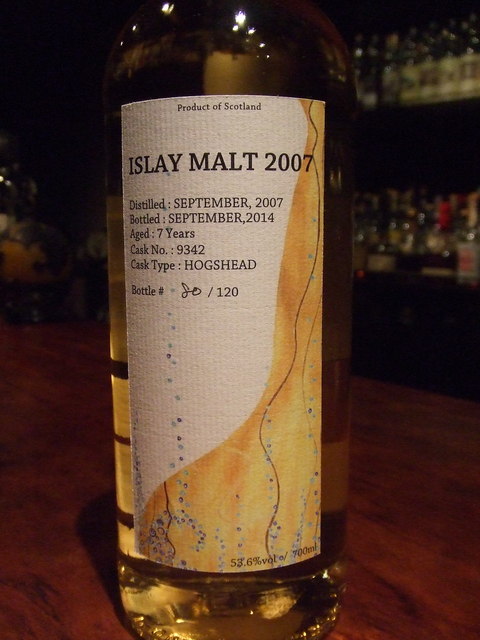 Product of Scotland
ISLAY MALT 2007
Distilled : SEPTEMBER, 2007
Bottled : SEPTEMBER,2014
Aged : 7 Years
Cask No. : 9342
Cask Type : HOGSHEAD
Bottle # 80 / 120
53.6%vol / 700ml